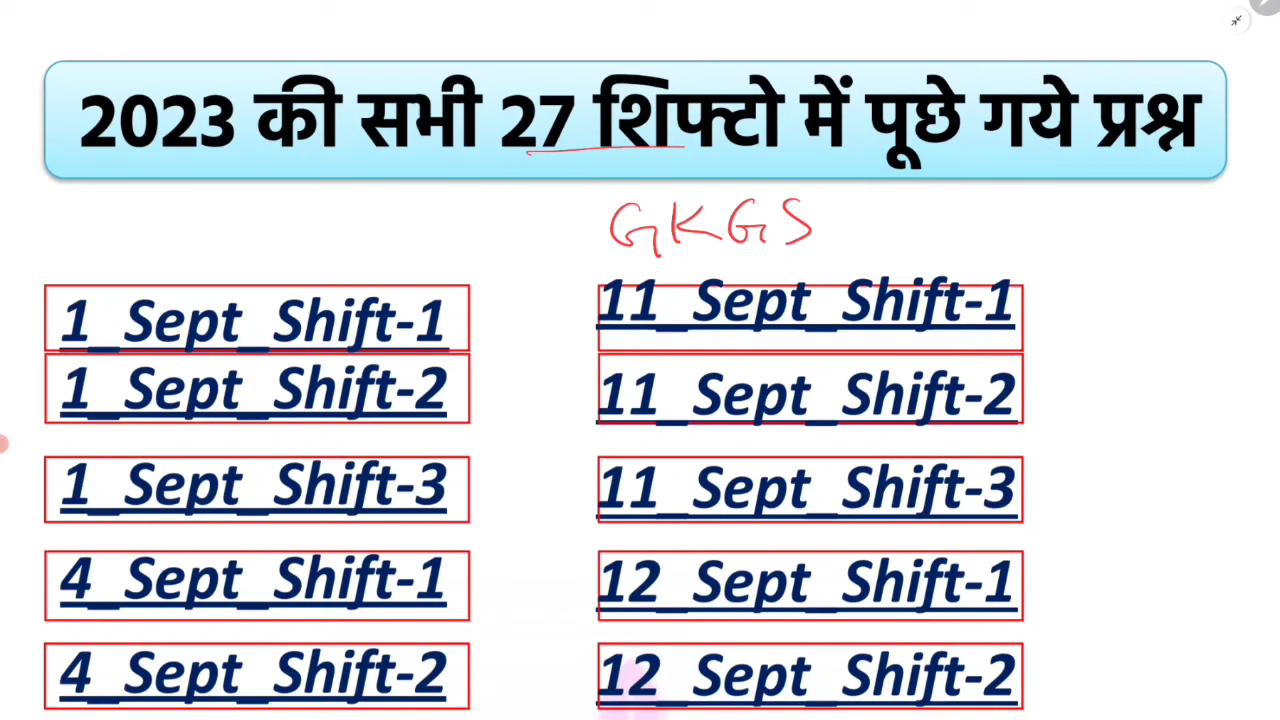 2023 की सभी 27 शिफ्टो में पूछे गये प्रश्न
GKGS
1_Sept_Shift-1
1_Sept_Shift-2
1_Sept_Shift-3
4_Sept_Shift-1
4_Sept_Shift-2
11_Sept_Shift-1
11_Sept_Shift-2
11_Sept_Shift-3
12_Sept_Shift-1
12_Sept_Shift-2